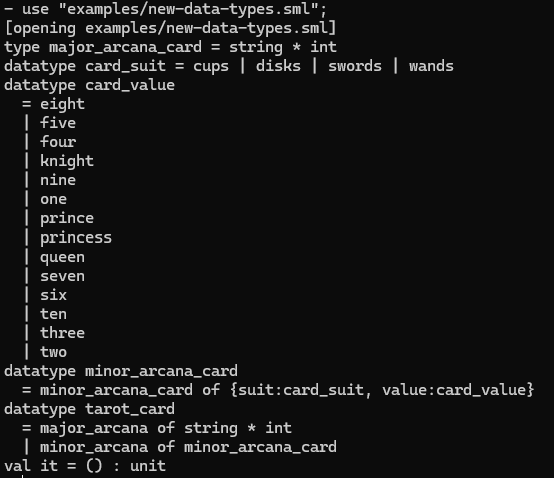 - use "examples/new-data-types.sml";
[opening examples/new-data-types.sml]
type major_arcana_card = string * int
datatype card_suit = cups | disks | swords | wands
datatype card_value
  = eight
  | five
  | four
  | knight
  | nine
  | one
  | prince
  | princess
  | queen
  | seven
  | six
  | ten
  | three
  | two
datatype minor_arcana_card
  = minor_arcana_card of {suit:card_suit, value:card_value}
datatype tarot_card
  = major_arcana of string * int
  | minor_arcana of minor_arcana_card
val it = () : unit